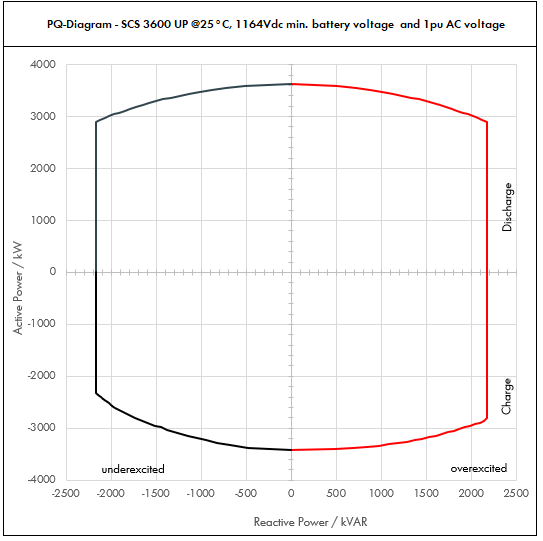 PQ-Diagram - SCS 3600 UP @25°C, 1164Vdc min. battery voltage and 1pu AC voltage
4000
3000
2000
1000
0
-1000
-2000
-3000
-4000
Active Power / kW
Discharge
Charge
underexcited
overexcited
-2500 -2000 -1500 -1000 -500 0 500 1000 1500 2000 2500
Reactive Power / kVAR